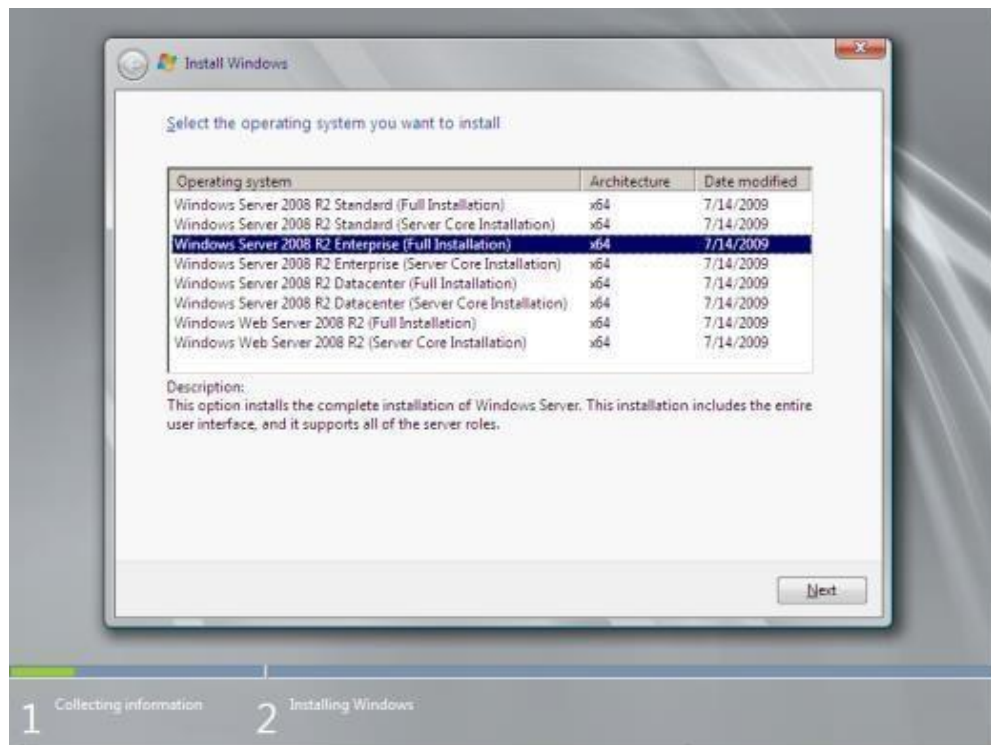 Install Windows
Select the operating system you want to install
Operating system Architecture Date modified
Windows Server 2008 R2 Standard (Full Installation) x64 7/14/2009
Windows Server 2008 R2 Standard (Server Core Installation) x64 7/14/2009
Windows Server 2008 R2 Enterprise (Full Installation) x64 7/14/2009
Windows Server 2008 R2 Enterprise (Server Core Installation) x64 7/14/2009
Windows Server 2008 R2 Datacenter (Full Installation) x64 7/14/2009
Windows Server 2008 R2 Datacenter (Server Core Installation) x64 7/14/2009
Windows Web Server 2008 R2 (Full Installation) x64 7/14/2009
Windows Web Server 2008 R2 (Server Core Installation) x64 7/14/2009
Description:
This option installs the complete installation of Windows Server. This installation includes the entire
user interface, and it supports all of the server roles.
Next
1 Collecting information 2 Installing Windows